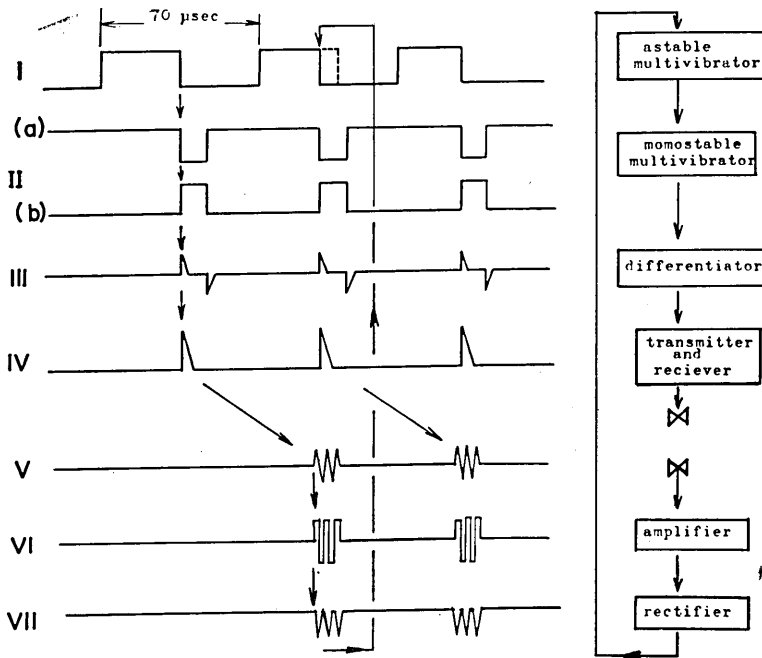 70 µsec
I
(a)
II
(b)
III
IV
V
VI
VII
astable
multivibrator
momostable
multivibrator
differentiator
transmitter
and
reciever
amplifier
rectifier